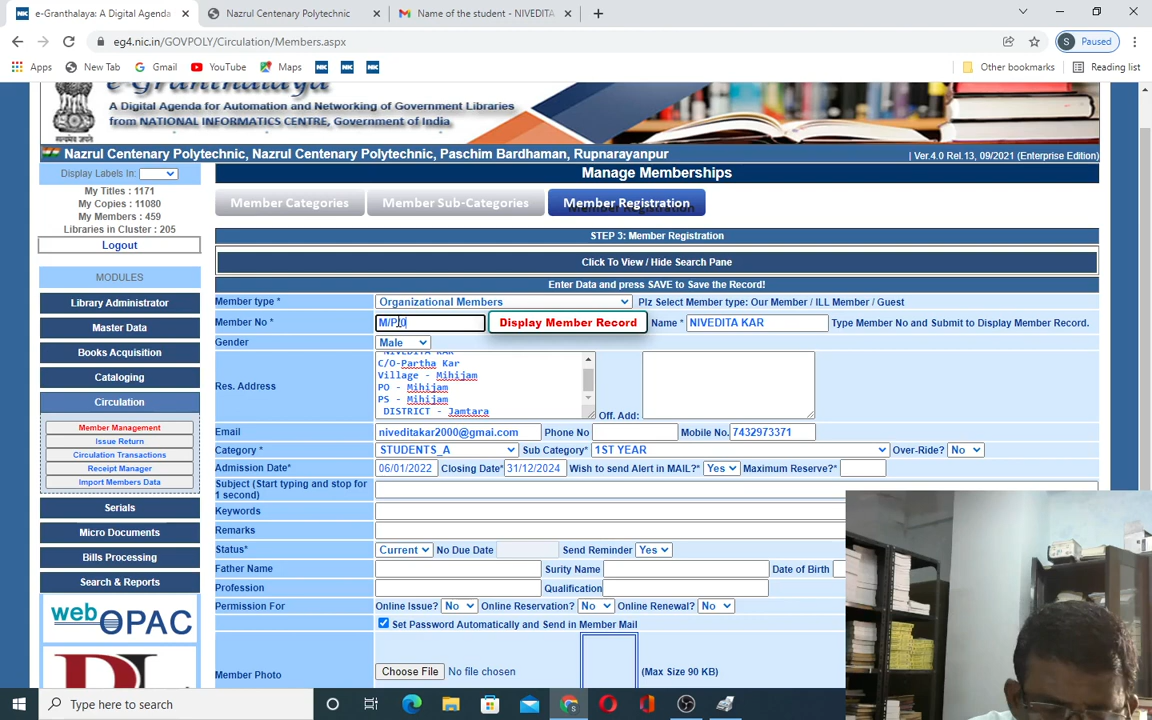 e-Granthalaya: A Digital Agenda
Nazrul Centenary Polytechnic
Name of the student - NIVEDITA
eg4.nic.in/GOVPOLY/Circulation/Members.aspx
S Paused
Apps New Tab Gmail YouTube Maps NIC NIC NIC Other bookmarks Reading list
e-Granthalaya
A Digital Agenda for Automation and Networking of Government Libraries
from NATIONAL INFORMATICS CENTRE, Government of India
Nazrul Centenary Polytechnic, Nazrul Centenary Polytechnic, Paschim Bardhaman, Rupnarayanpur
| Ver.4.0 Rel.13, 09/2021 (Enterprise Edition)
Display Labels In:
My Titles : 1171
My Copies : 11080
My Members : 459
Libraries in Cluster : 205
Logout
MODULES
Library Administrator
Master Data
Books Acquisition
Cataloging
Circulation
Member Management
Issue Return
Circulation Transactions
Receipt Manager
Import Members Data
Serials
Micro Documents
Bills Processing
Search & Reports
web OPAC
Manage Memberships
Member Categories Member Sub-Categories Member Registration
Member Registration
STEP 3: Member Registration
Click To View / Hide Search Pane
Enter Data and press SAVE to Save the Record!
Member type * Organizational Members Plz Select Member type: Our Member / ILL Member / Guest
Member No * M/P/0 Display Member Record Name * NIVEDITA KAR Type Member No and Submit to Display Member Records.
Gender Male
Res. Address
NIVEDITA KAR
C/O-Partha Kar
Village - Mihijam
PO - Mihijam
PS - Mihijam
DISTRICT - Jamtara
Off. Add:
Email niveditakar2000@gmai.com Phone No Mobile No. 7432973371
Category * STUDENTS_A Sub Category* 1ST YEAR Over-Ride? No
Admission Date* 06/01/2022 Closing Date* 31/12/2024 Wish to send Alert in MAIL?* Yes Maximum Reserve?*
Subject (Start typing and stop for 1 second)
Keywords
Remarks
Status* Current No Due Date Send Reminder Yes
Father Name Surity Name Date of Birth
Profession Qualification
Permission For Online Issue? No Online Reservation? No Online Renewal? No
Set Password Automatically and Send in Member Mail
Member Photo Choose File No file chosen (Max Size 90 KB)
Type here to search